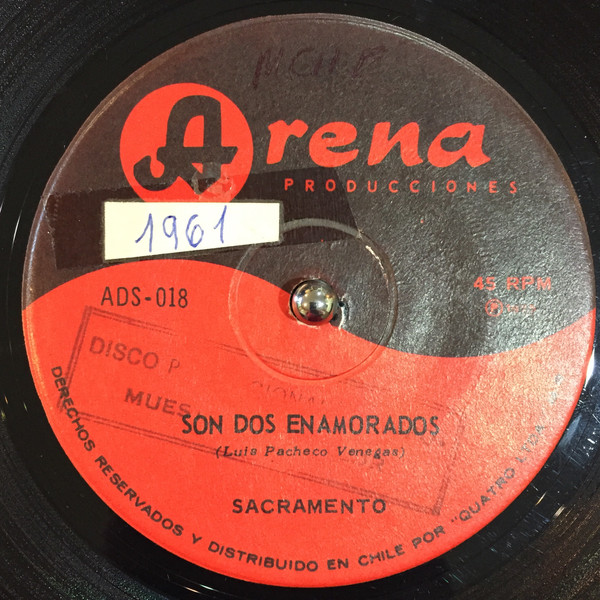 Arena
PRODUCCIONES
1961
ADS-018
45 RPM
DISCO P
MUES
SON DOS ENAMORADOS
(Luis Pacheco Venegas)
SACRAMENTO
DERECHOS RESERVADOS Y DISTRIBUIDO EN CHILE POR "QUATRO